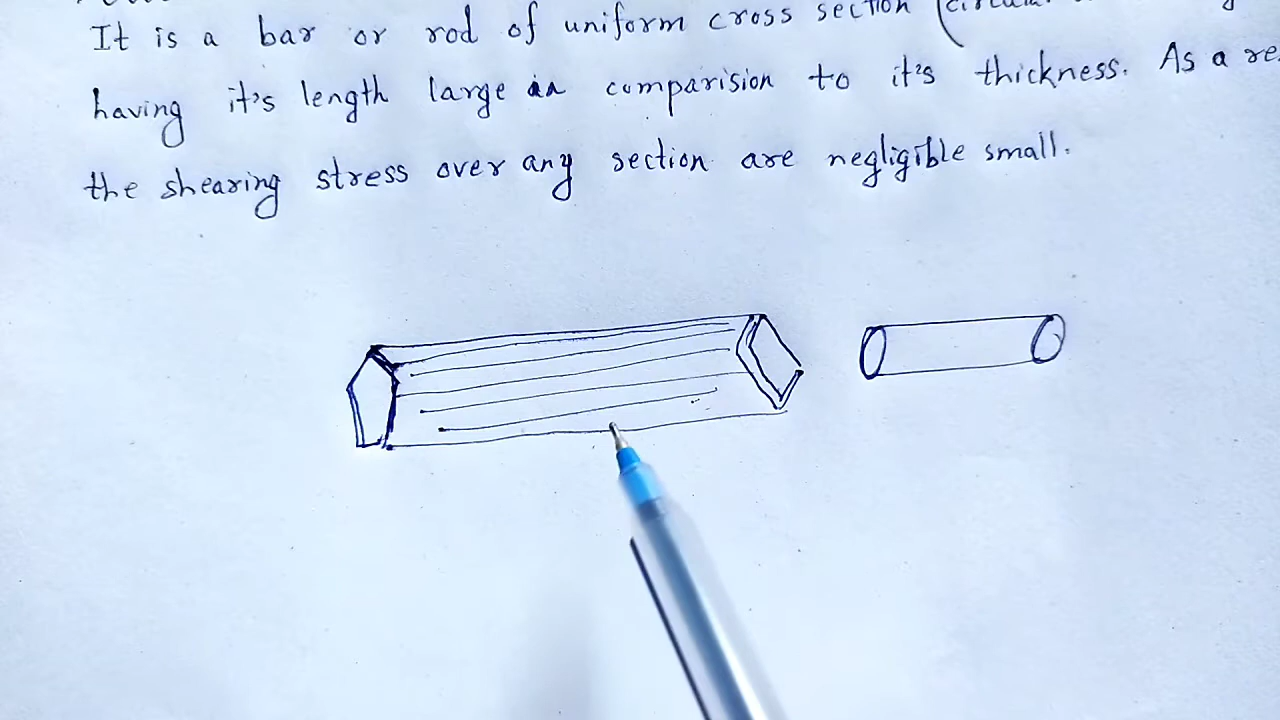 It is a bar or rod of uniform cross section
having it's length large in comparision to it's thickness. As a
the shearing stress over any section are negligible small.